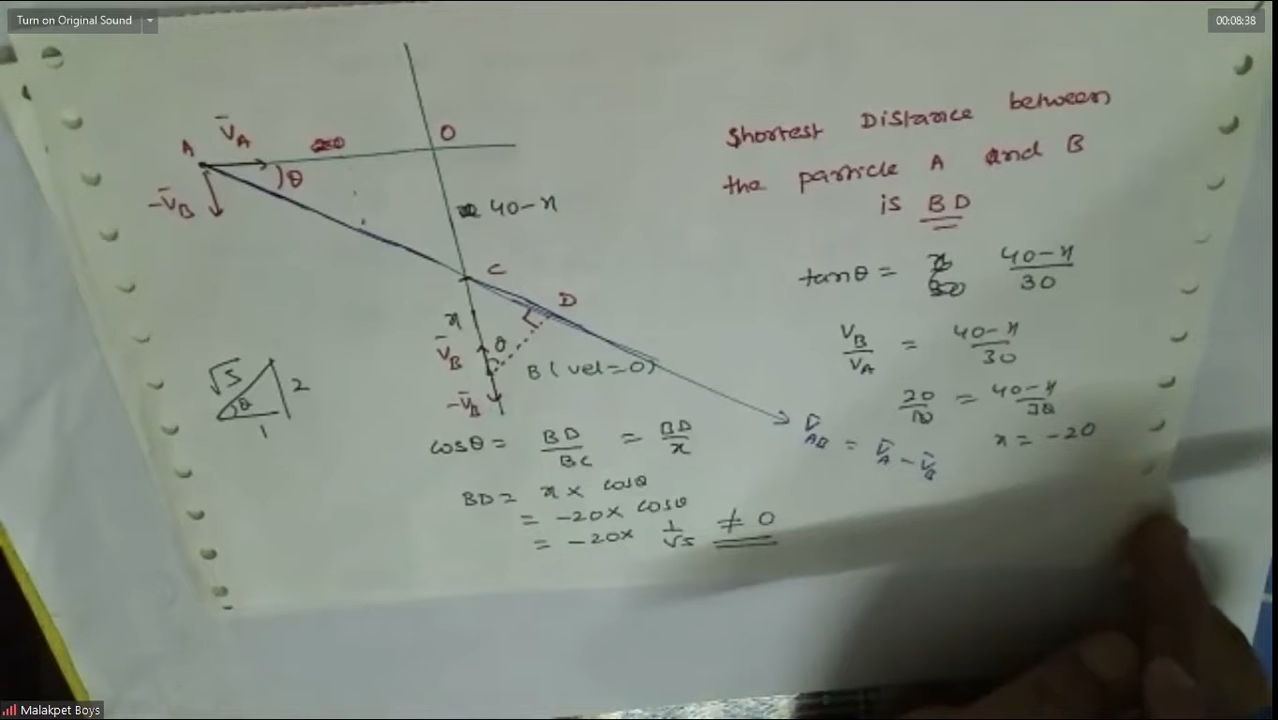 Turn on Original Sound
00:08:38
A
V̄A
O
θ
-V̄B
40-x
C
x
D
V̄B
θ
B (vel=0)
-V̄B
√5
2
θ
1
Shortest Distance between
the particle A and B
is BD
tanθ = (40-x)/30
VB/VA = (40-x)/30
20/10 = (40-x)/30
x = -20
V̄AB = V̄A - V̄B
cosθ = BD/BC = BD/x
BD = x × cosθ
= -20× cosθ
= -20× 1/√5 ≠ 0
Malakpet Boys